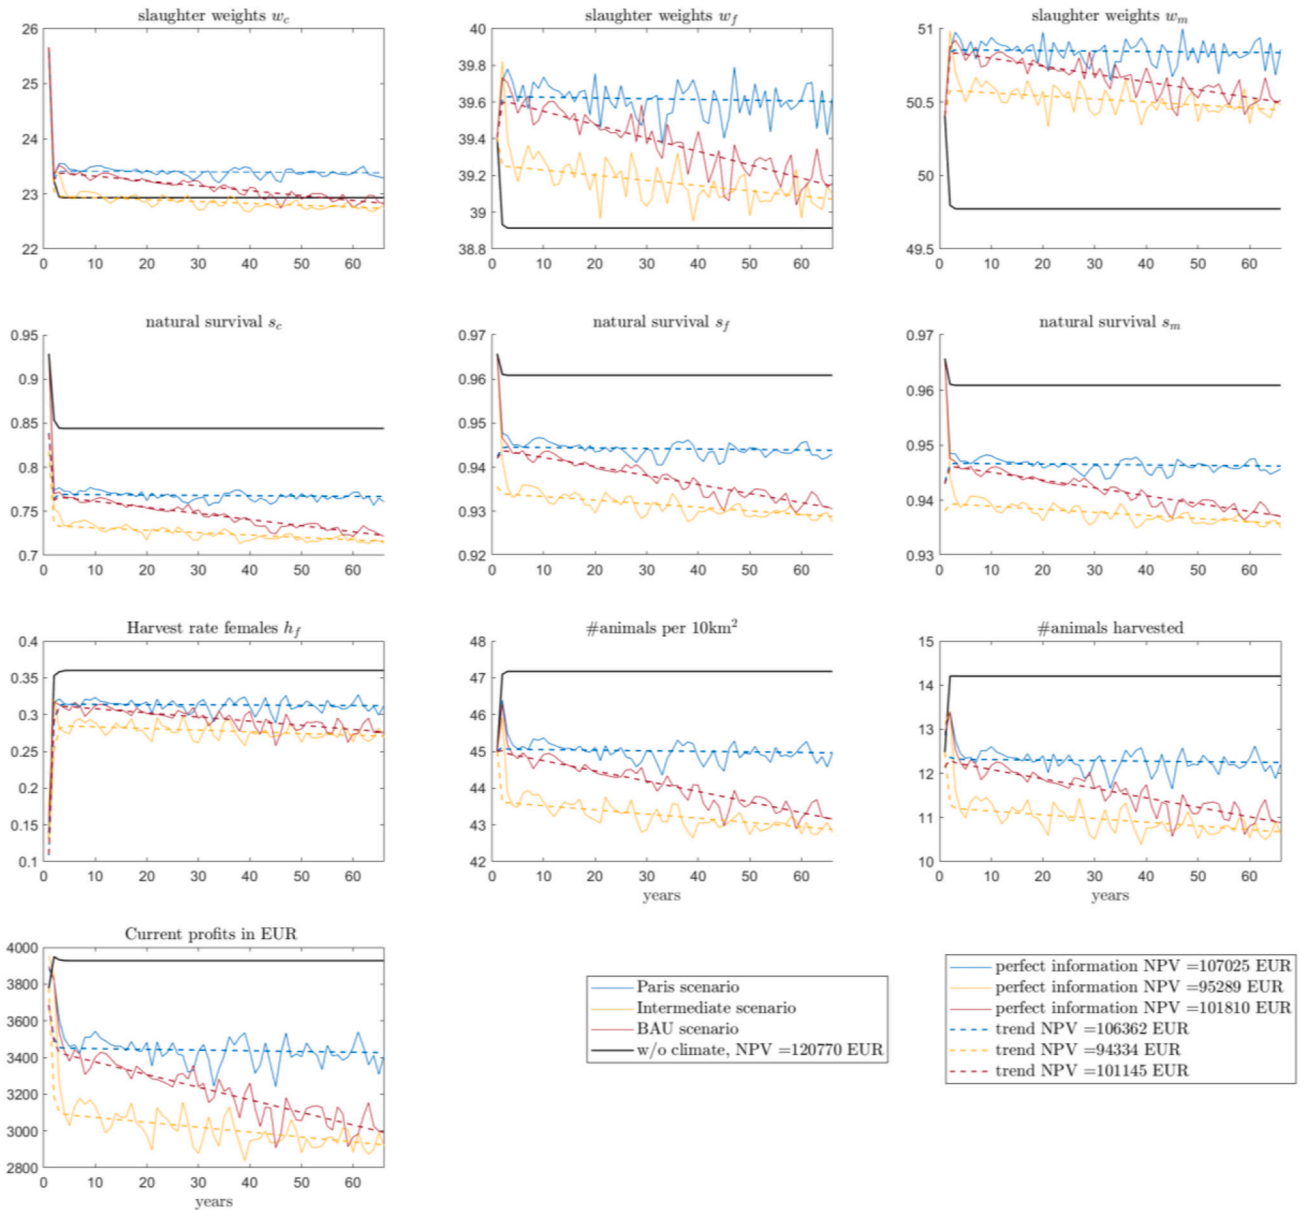 slaughter weights w_c
26
25
24
23
22
0 10 20 30 40 50 60
slaughter weights w_f
40
39.8
39.6
39.4
39.2
39
38.8
0 10 20 30 40 50 60
slaughter weights w_m
51
50.5
50
49.5
0 10 20 30 40 50 60
natural survival s_c
0.95
0.9
0.85
0.8
0.75
0.7
0 10 20 30 40 50 60
natural survival s_f
0.97
0.96
0.95
0.94
0.93
0.92
0 10 20 30 40 50 60
natural survival s_m
0.97
0.96
0.95
0.94
0.93
0 10 20 30 40 50 60
Harvest rate females h_f
0.4
0.35
0.3
0.25
0.2
0.15
0.1
0 10 20 30 40 50 60
#animals per 10km²
48
47
46
45
44
43
42
0 10 20 30 40 50 60
years
#animals harvested
15
14
13
12
11
10
0 10 20 30 40 50 60
years
Current profits in EUR
4000
3800
3600
3400
3200
3000
2800
0 10 20 30 40 50 60
years
Paris scenario
Intermediate scenario
BAU scenario
w/o climate, NPV =120770 EUR
perfect information NPV =107025 EUR
perfect information NPV =95289 EUR
perfect information NPV =101810 EUR
trend NPV =106362 EUR
trend NPV =94334 EUR
trend NPV =101145 EUR